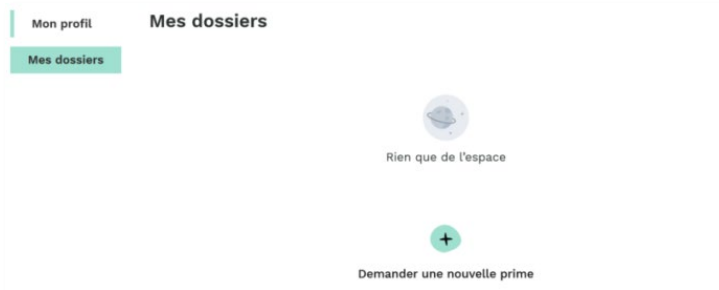 Mon profil
Mes dossiers
Mes dossiers
Rien que de l'espace
Demander une nouvelle prime